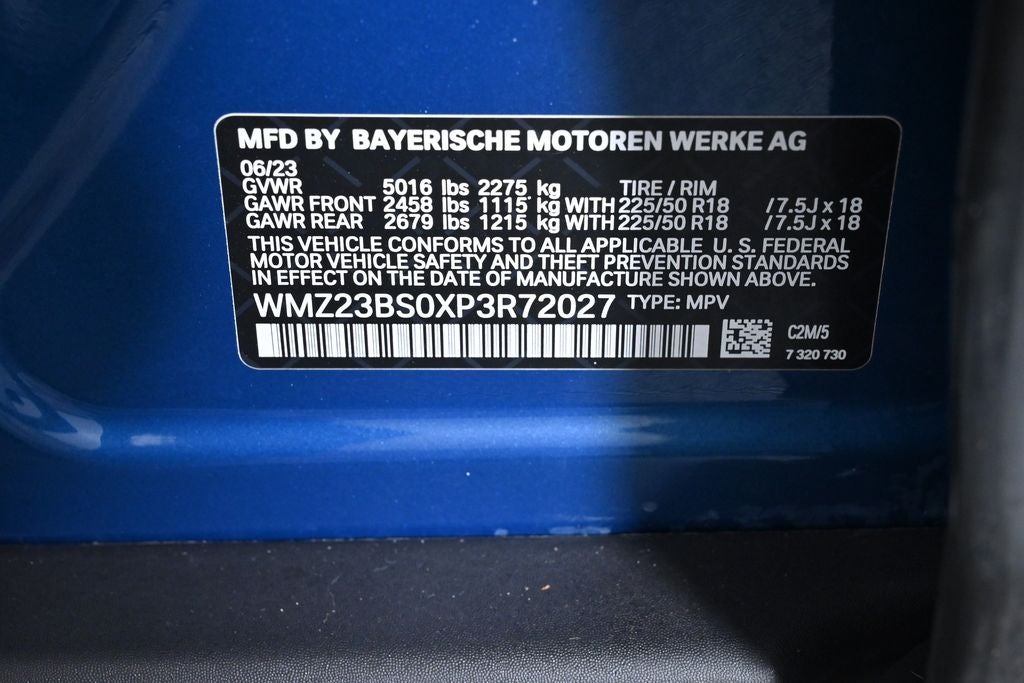 MFD BY BAYERISCHE MOTOREN WERKE AG
06/23
GVWR 5016 lbs 2275 kg TIRE / RIM
GAWR FRONT 2458 lbs 1115 kg WITH 225/50 R18 / 7.5J x 18
GAWR REAR 2679 lbs 1215 kg WITH 225/50 R18 / 7.5J x 18
THIS VEHICLE CONFORMS TO ALL APPLICABLE U. S. FEDERAL
MOTOR VEHICLE SAFETY AND THEFT PREVENTION STANDARDS
IN EFFECT ON THE DATE OF MANUFACTURE SHOWN ABOVE.
WMZ23BS0XP3R72027 TYPE: MPV
C2M/5
7 320 730